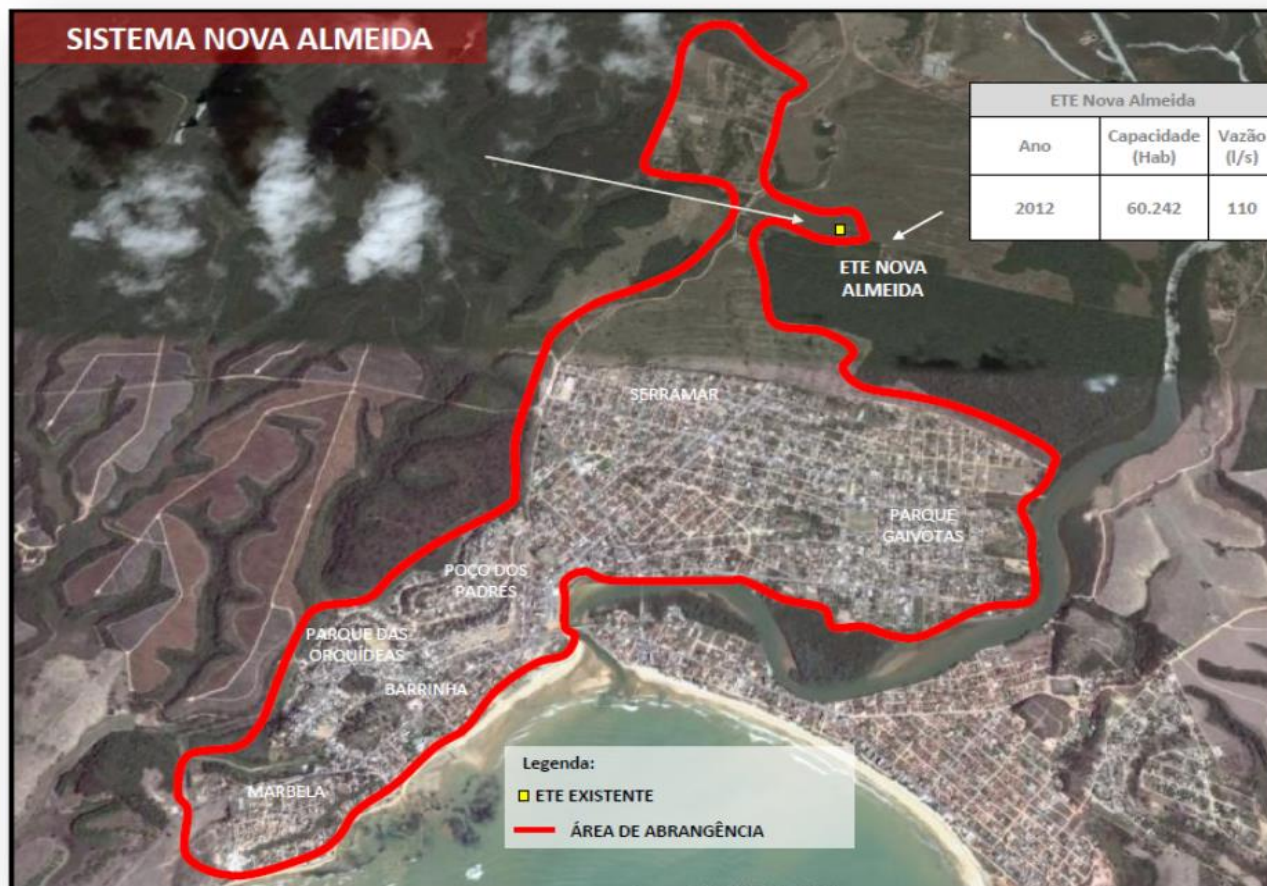 SISTEMA NOVA ALMEIDA
ETE Nova Almeida
Ano
Capacidade
(Hab)
Vazão
(l/s)
2012
60.242
110
ETE NOVA
ALMEIDA
SERRAMAR
PARQUE
GAIVOTAS
POÇO DOS
PADRES
PARQUE DAS
ORQUÍDEAS
BARRINHA
MARBELA
Legenda:
ETE EXISTENTE
ÁREA DE ABRANGÊNCIA